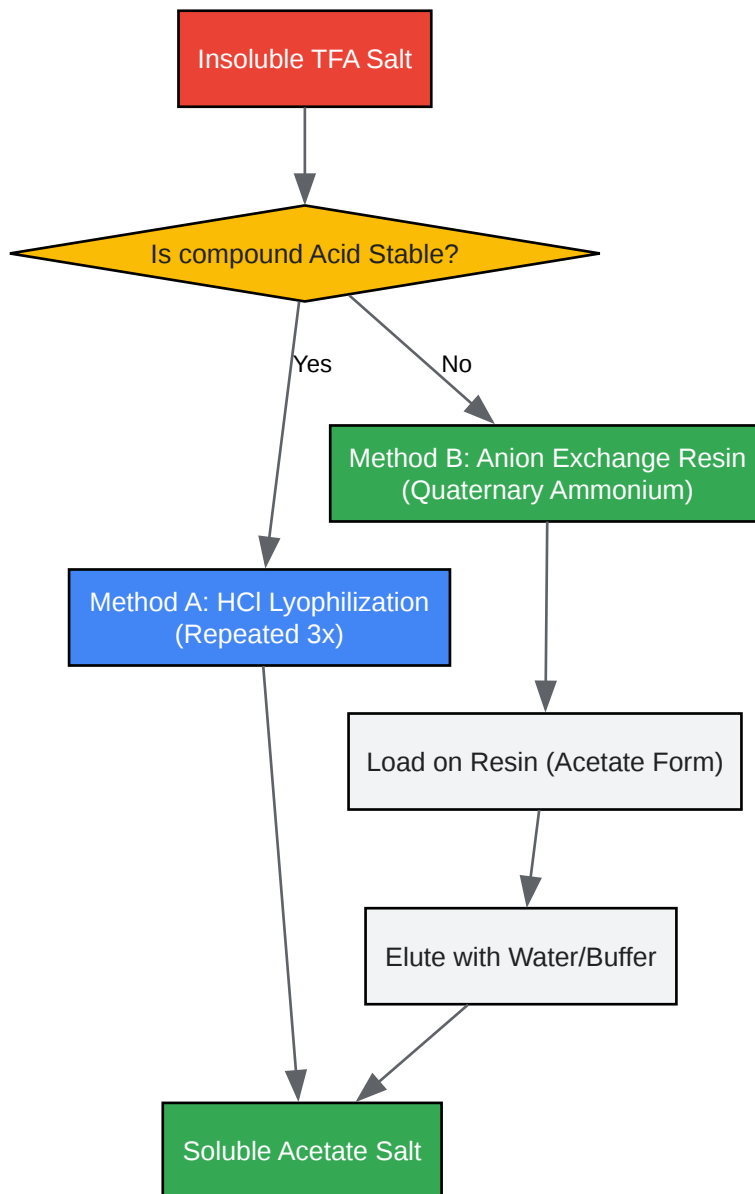 Insoluble TFA Salt
Is compound Acid Stable?
Yes
No
Method B: Anion Exchange Resin
(Quaternary Ammonium)
Method A: HCl Lyophilization
(Repeated 3x)
Load on Resin (Acetate Form)
Elute with Water/Buffer
Soluble Acetate Salt